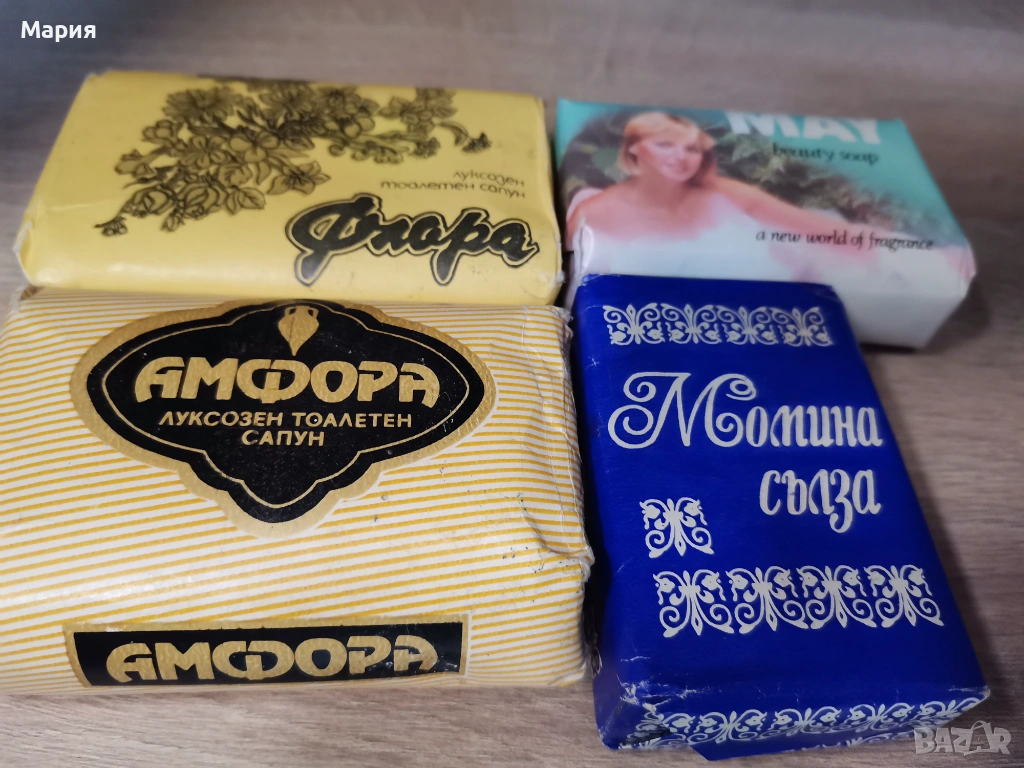 Мария
луксозен
тоалетен сапун
Флора
MAY
beauty soap
a new world of fragrance
АМФОРА
ЛУКСОЗЕН ТОАЛЕТЕН
САПУН
АМФОРА
Момина
сълза
BAZAR